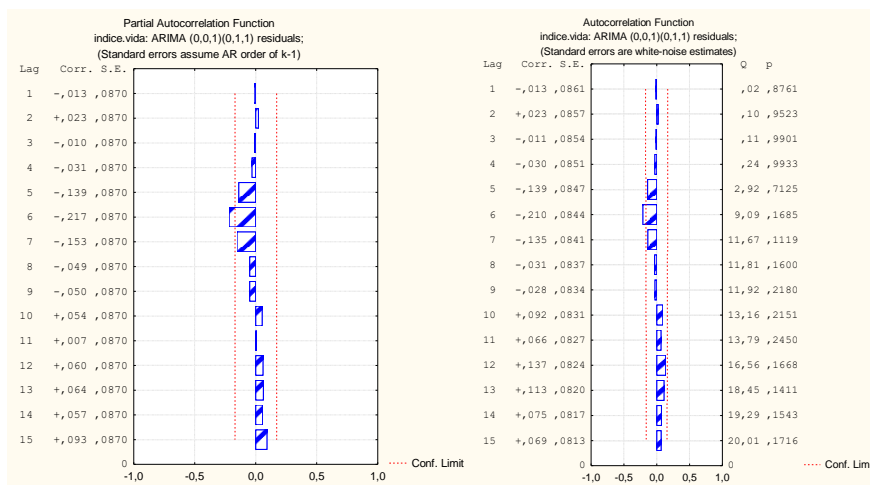 Partial Autocorrelation Function
indice.vida: ARIMA (0,0,1)(0,1,1) residuals;
(Standard errors assume AR order of k-1)
Lag Corr. S.E.
1 -,013 ,0870
2 +,023 ,0870
3 -,010 ,0870
4 -,031 ,0870
5 -,139 ,0870
6 -,217 ,0870
7 -,153 ,0870
8 -,049 ,0870
9 -,050 ,0870
10 +,054 ,0870
11 +,007 ,0870
12 +,060 ,0870
13 +,064 ,0870
14 +,057 ,0870
15 +,093 ,0870
0
-1,0 -0,5 0,0 0,5 1,0
Conf. Limit
Autocorrelation Function
indice.vida: ARIMA (0,0,1)(0,1,1) residuals;
(Standard errors are white-noise estimates)
Lag Corr. S.E. Q p
1 -,013 ,0861 ,02 ,8761
2 +,023 ,0857 ,10 ,9523
3 -,011 ,0854 ,11 ,9901
4 -,030 ,0851 ,24 ,9933
5 -,139 ,0847 2,92 ,7125
6 -,210 ,0844 9,09 ,1685
7 -,135 ,0841 11,67 ,1119
8 -,031 ,0837 11,81 ,1600
9 -,028 ,0834 11,92 ,2180
10 +,092 ,0831 13,16 ,2151
11 +,066 ,0827 13,79 ,2450
12 +,137 ,0824 16,56 ,1668
13 +,113 ,0820 18,45 ,1411
14 +,075 ,0817 19,29 ,1543
15 +,069 ,0813 20,01 ,1716
0 0
-1,0 -0,5 0,0 0,5 1,0
Conf. Lim